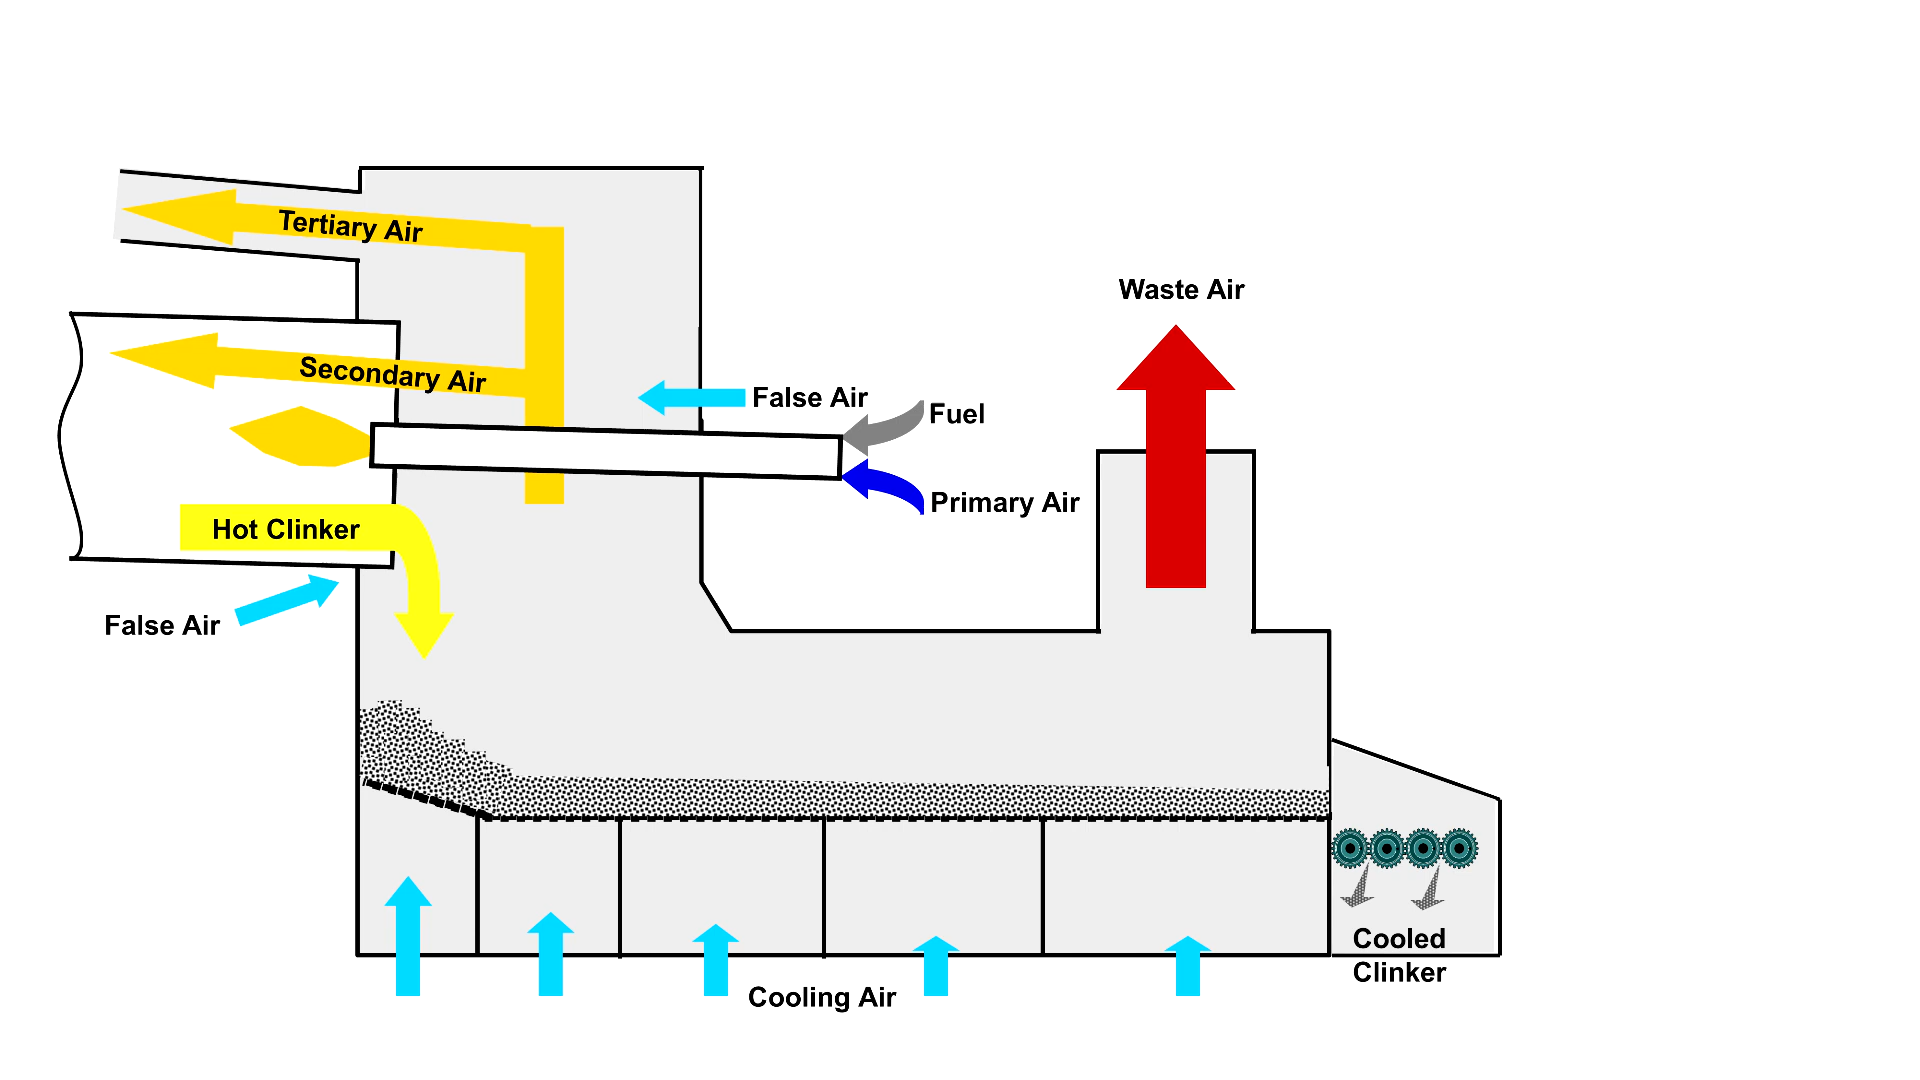 Tertiary Air
Waste Air
Secondary Air
False Air
Fuel
Primary Air
Hot Clinker
False Air
Cooled
Clinker
Cooling Air